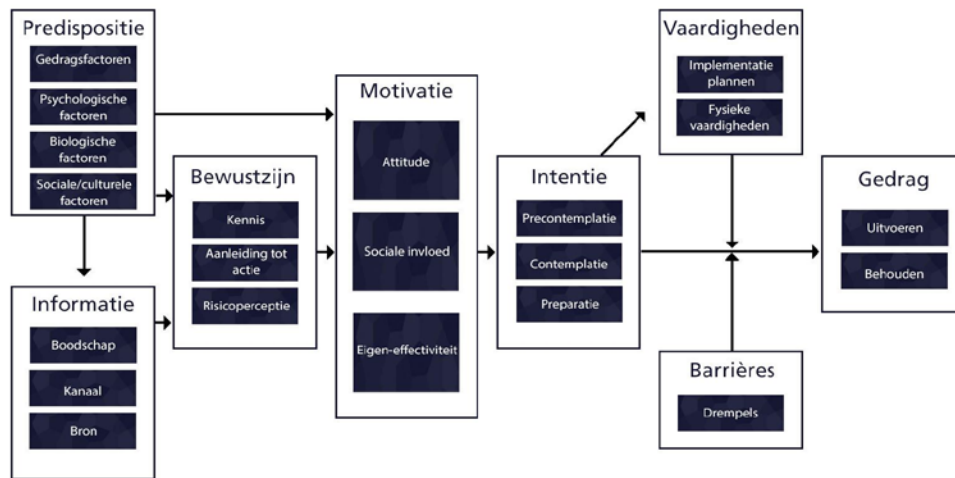 Predispositie
Gedragsfactoren
Psychologische
factoren
Biologische
factoren
Sociale/culturele
factoren
Informatie
Boodschap
Kanaal
Bron
Bewustzijn
Kennis
Aanleiding tot
actie
Risicoperceptie
Motivatie
Attitude
Sociale invloed
Eigen-effectiviteit
Intentie
Precontemplatie
Contemplatie
Preparatie
Vaardigheden
Implementatie
plannen
Fysieke
vaardigheden
Barrières
Drempels
Gedrag
Uitvoeren
Behouden